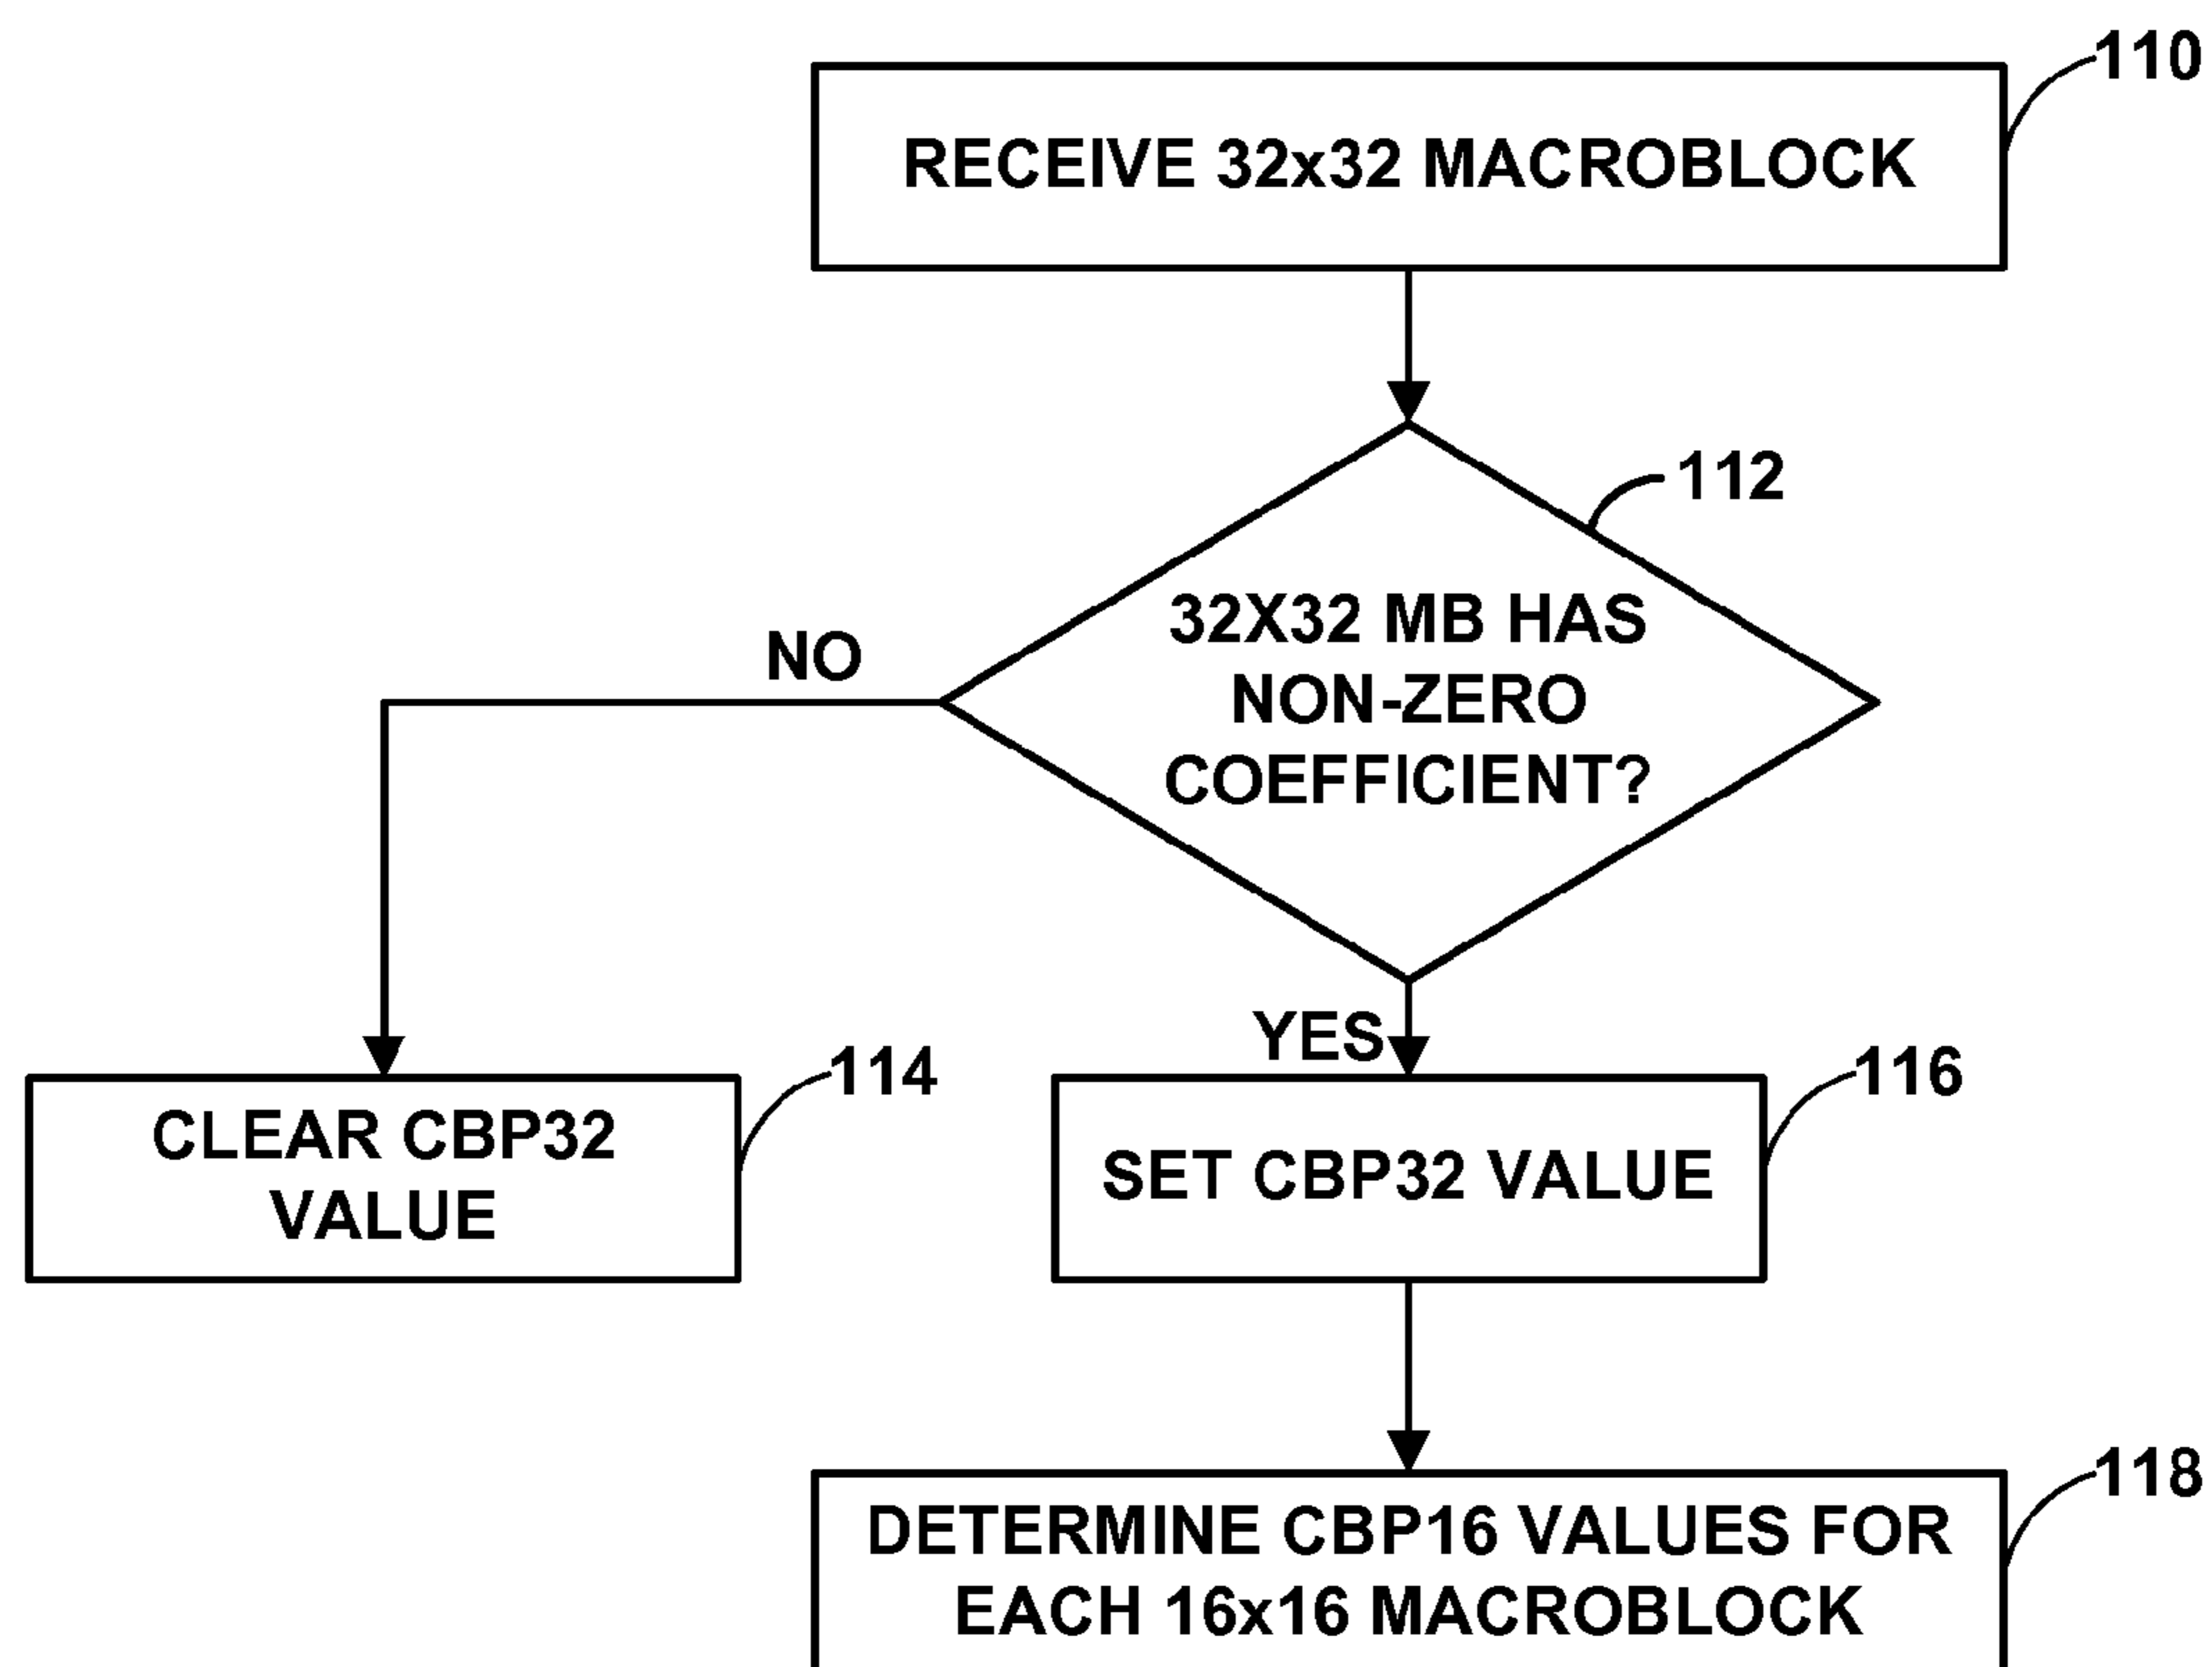 110
RECEIVE 32x32 MACROBLOCK
112
32X32 MB HAS
NON-ZERO
COEFFICIENT?
NO
YES
114
CLEAR CBP32
VALUE
116
SET CBP32 VALUE
118
DETERMINE CBP16 VALUES FOR
EACH 16x16 MACROBLOCK